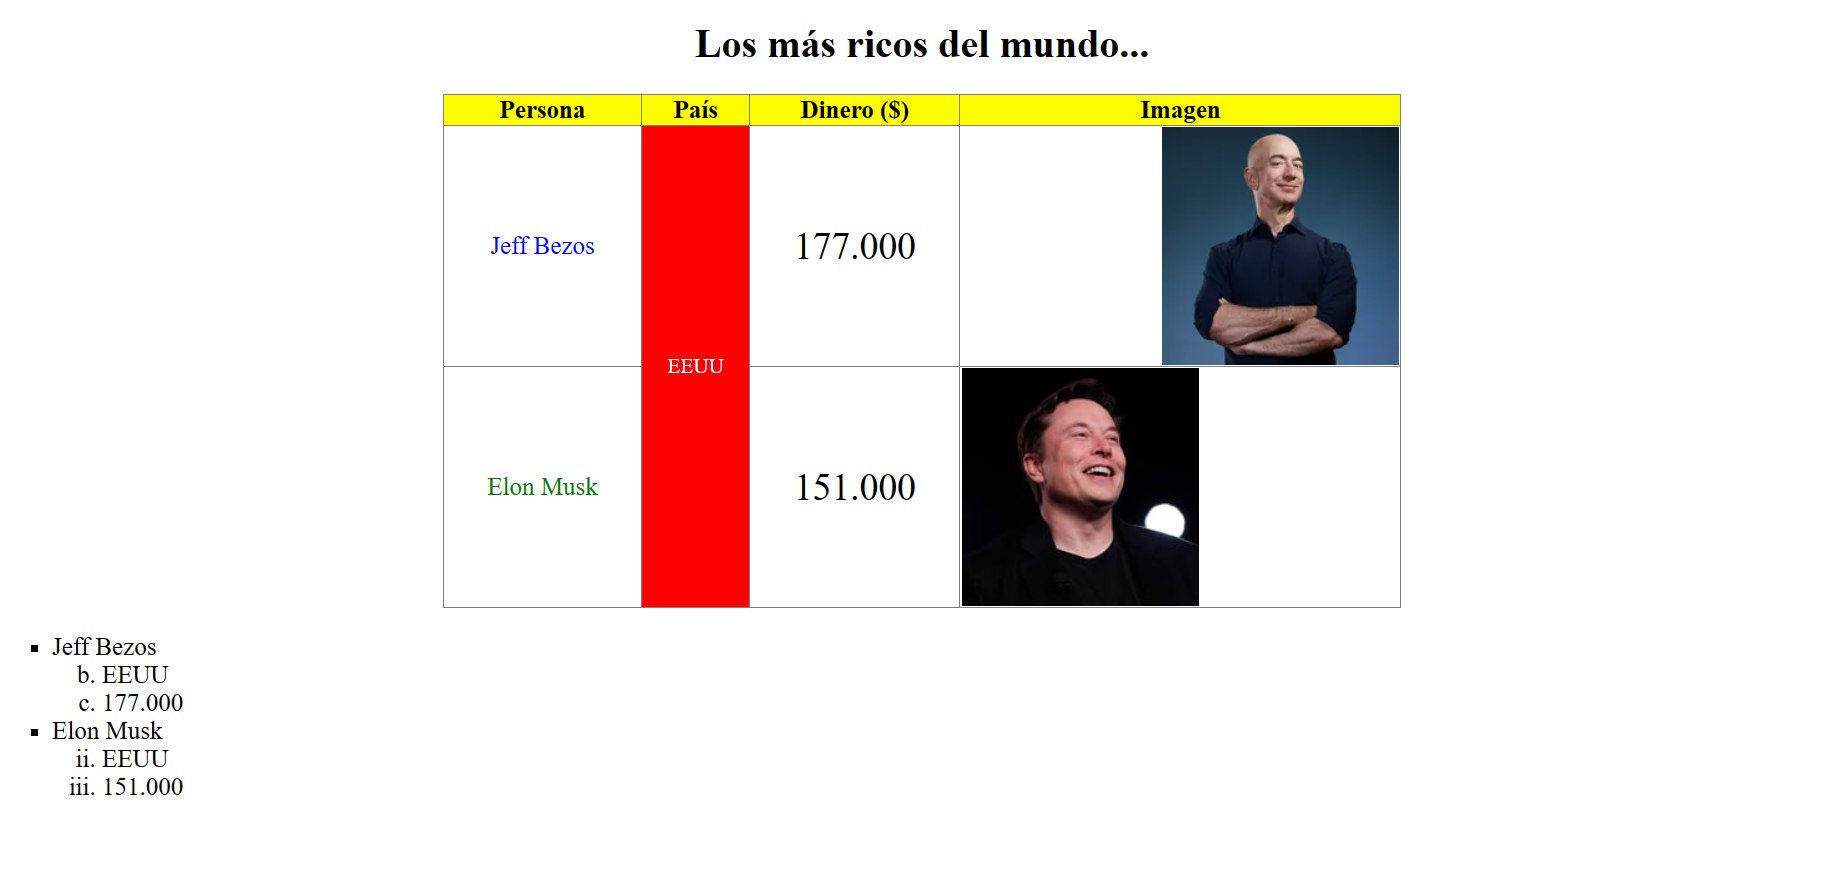 Los más ricos del mundo...
Persona País Dinero ($) Imagen
Jeff Bezos 177.000
EEUU
Elon Musk 151.000
Jeff Bezos
b. EEUU
c. 177.000
Elon Musk
ii. EEUU
iii. 151.000